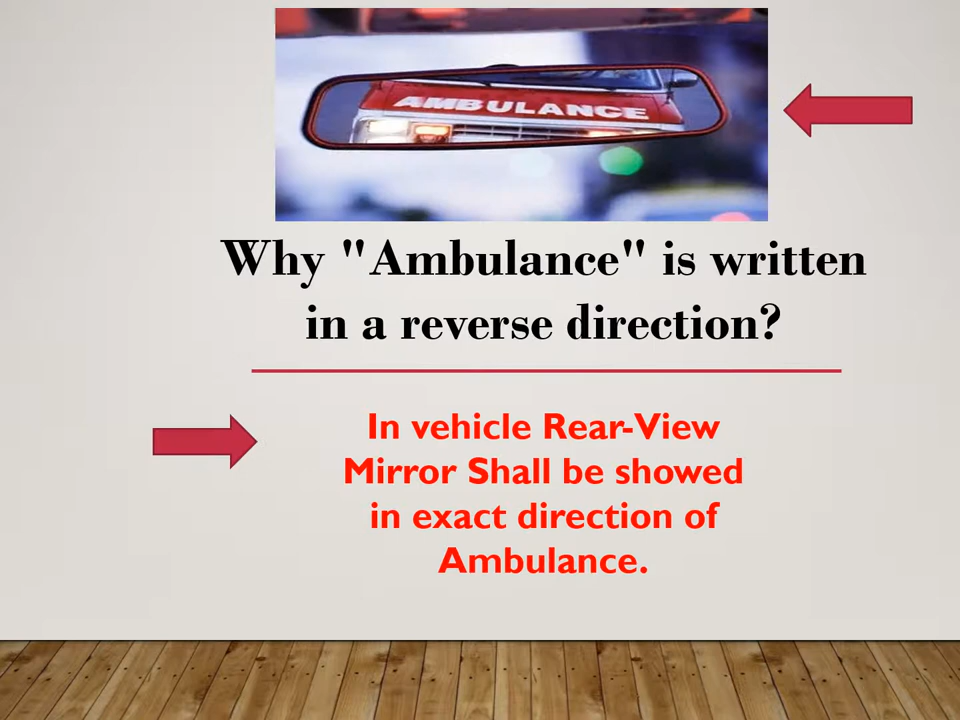 AMBULANCE
Why "Ambulance" is written
in a reverse direction?
In vehicle Rear-View
Mirror Shall be showed
in exact direction of
Ambulance.